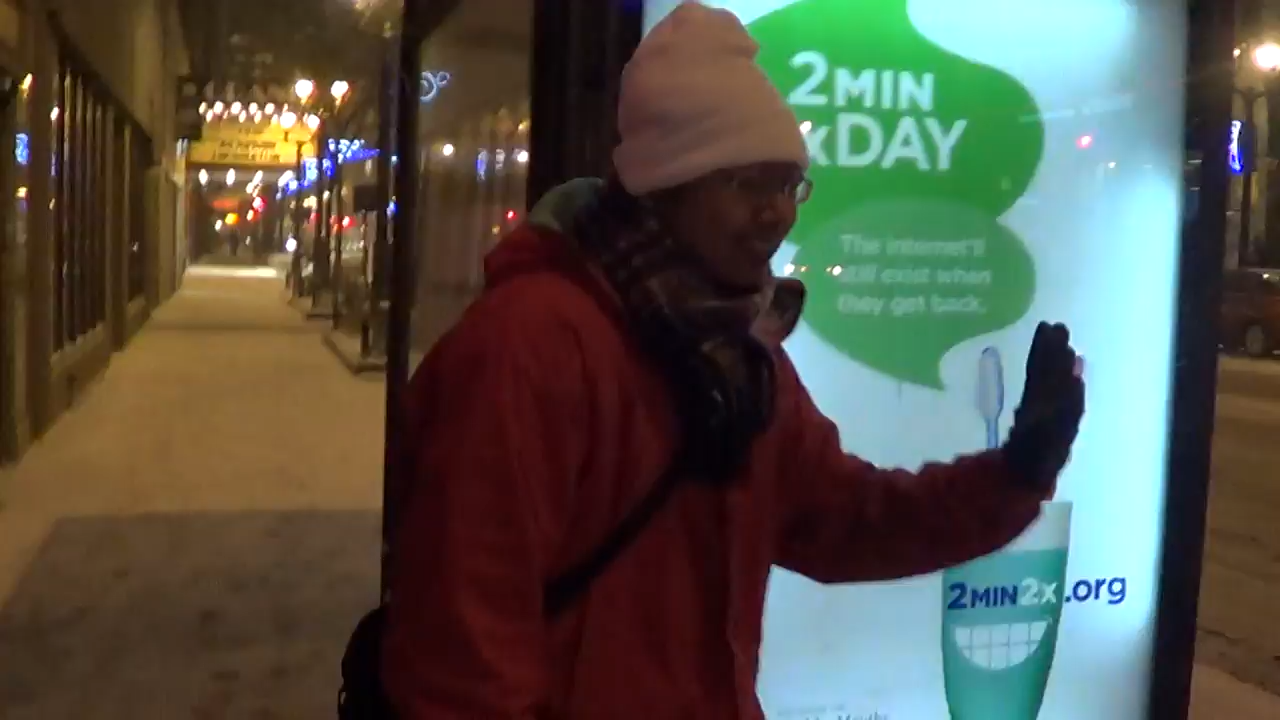 2MIN
xDAY
The internet'll
still exist when
they get back.
2MIN2x.org